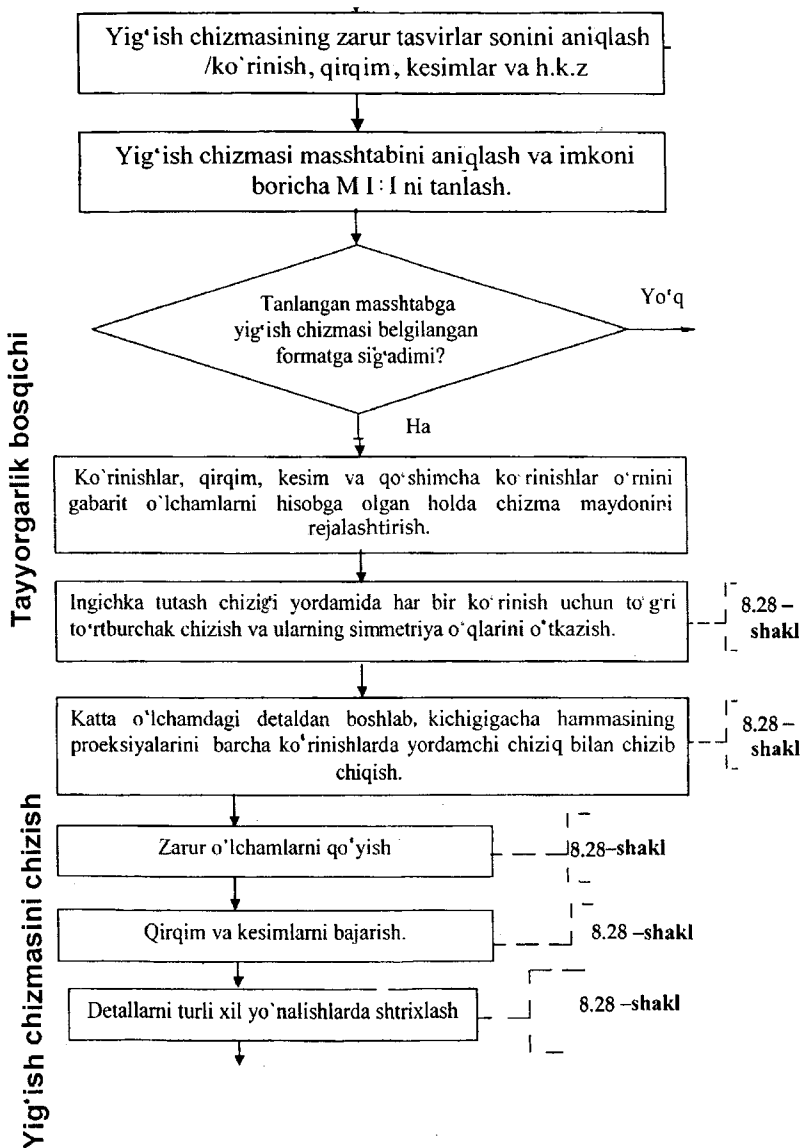 Yig‘ish chizmasining zarur tasvirlar sonini aniqlash
/ko`rinish, qirqim, kesimlar va h.k.z
Yig‘ish chizmasi masshtabini aniqlash va imkoni
boricha M I:I ni tanlash.
Tanlangan masshtabga
yig‘ish chizmasi belgilangan
formatga sig‘adimi?
Yo‘q
Ha
Tayyorgarlik bosqichi
Ko`rinishlar, qirqim, kesim va qo‘shimcha ko‘rinishlar o‘rnini
gabarit o`lchamlarni hisobga olgan holda chizma maydonini
rejalashtirish.
Ingichka tutash chizig‘i yordamida har bir ko‘rinish uchun to‘g‘ri
to‘rtburchak chizish va ularning simmetriya o‘qlarini o‘tkazish.
8.28 –
shakl
Katta o‘lchamdagi detaldan boshlab, kichigigacha hammasining
proeksiyalarini barcha ko‘rinishlarda yordamchi chiziq bilan chizib
chiqish.
8.28 –
shakl
Yig‘ish chizmasini chizish
Zarur o‘lchamlarni qo‘yish
8.28–shakl
Qirqim va kesimlarni bajarish.
8.28 –shakl
Detallarni turli xil yo`nalishlarda shtrixlash
8.28 –shakl